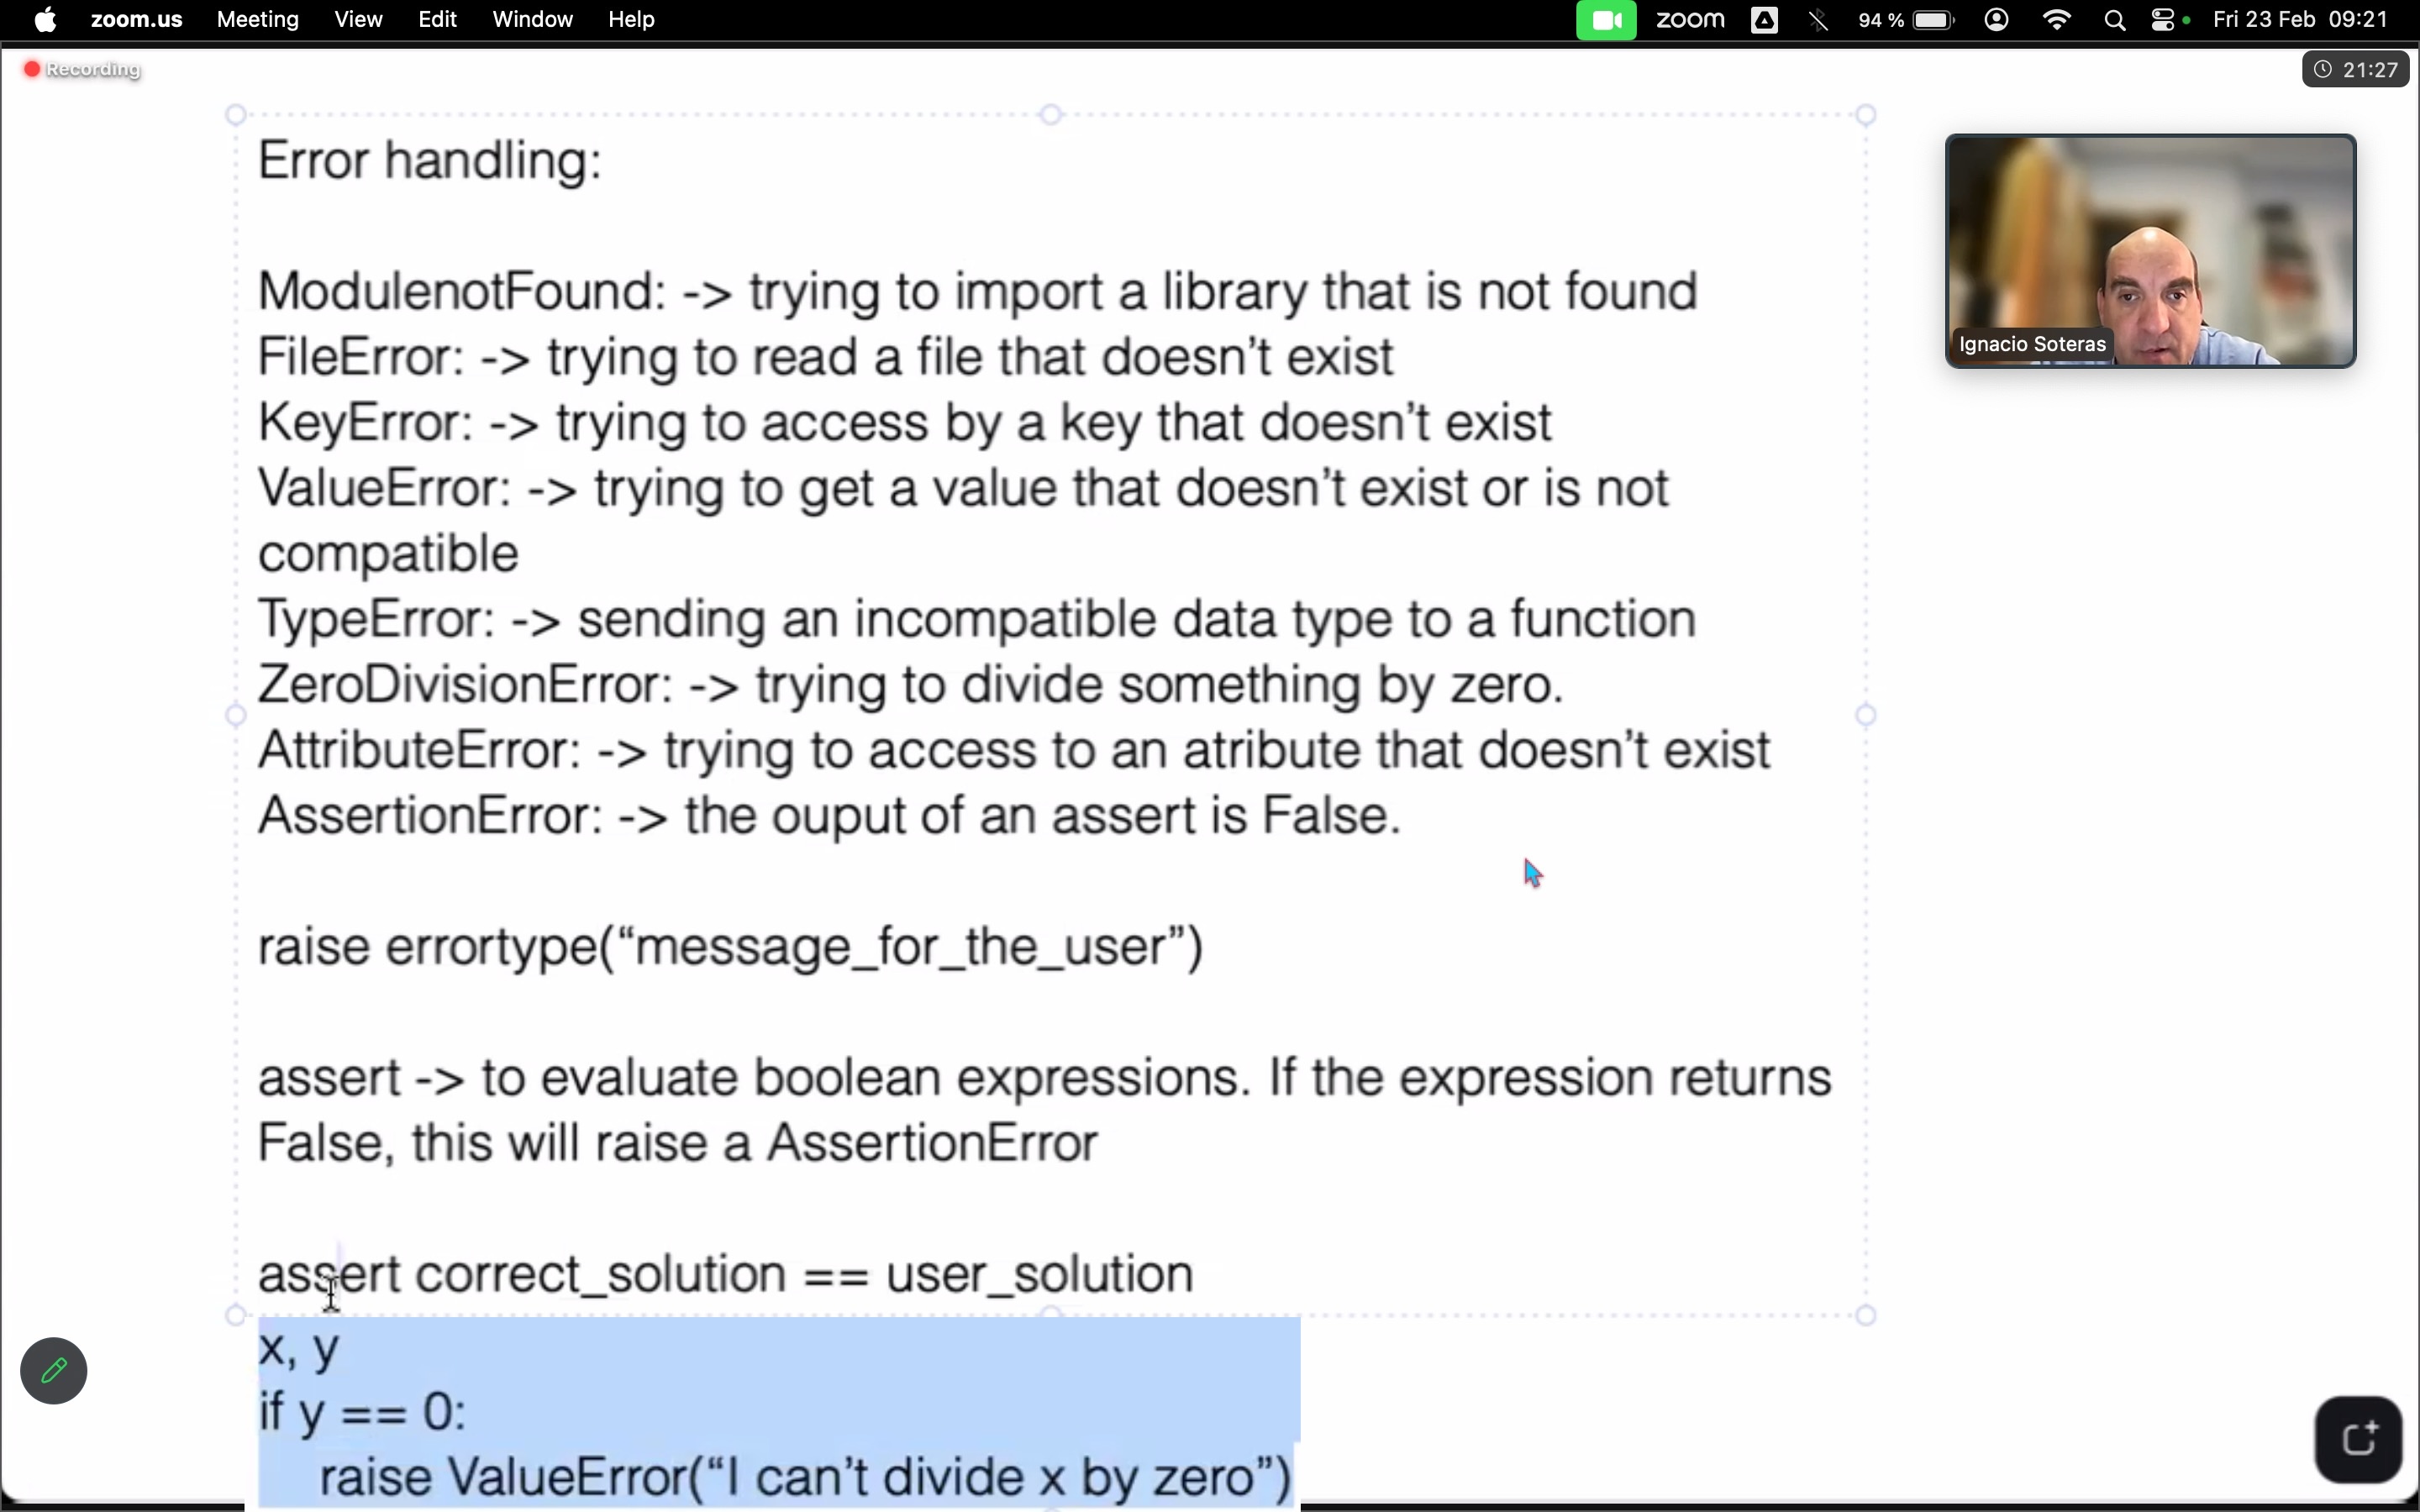 zoom.us Meeting View Edit Window Help zoom 94 % Fri 23 Feb 09:21
Recording
21:27
Error handling:
ModulenotFound: -> trying to import a library that is not found
FileError: -> trying to read a file that doesn’t exist
KeyError: -> trying to access by a key that doesn’t exist
ValueError: -> trying to get a value that doesn’t exist or is not
compatible
TypeError: -> sending an incompatible data type to a function
ZeroDivisionError: -> trying to divide something by zero.
AttributeError: -> trying to access to an atribute that doesn’t exist
AssertionError: -> the ouput of an assert is False.
raise errortype(“message_for_the_user”)
assert -> to evaluate boolean expressions. If the expression returns
False, this will raise a AssertionError
assert correct_solution == user_solution
x, y
if y == 0:
raise ValueError(“I can’t divide x by zero”)
Ignacio Soteras